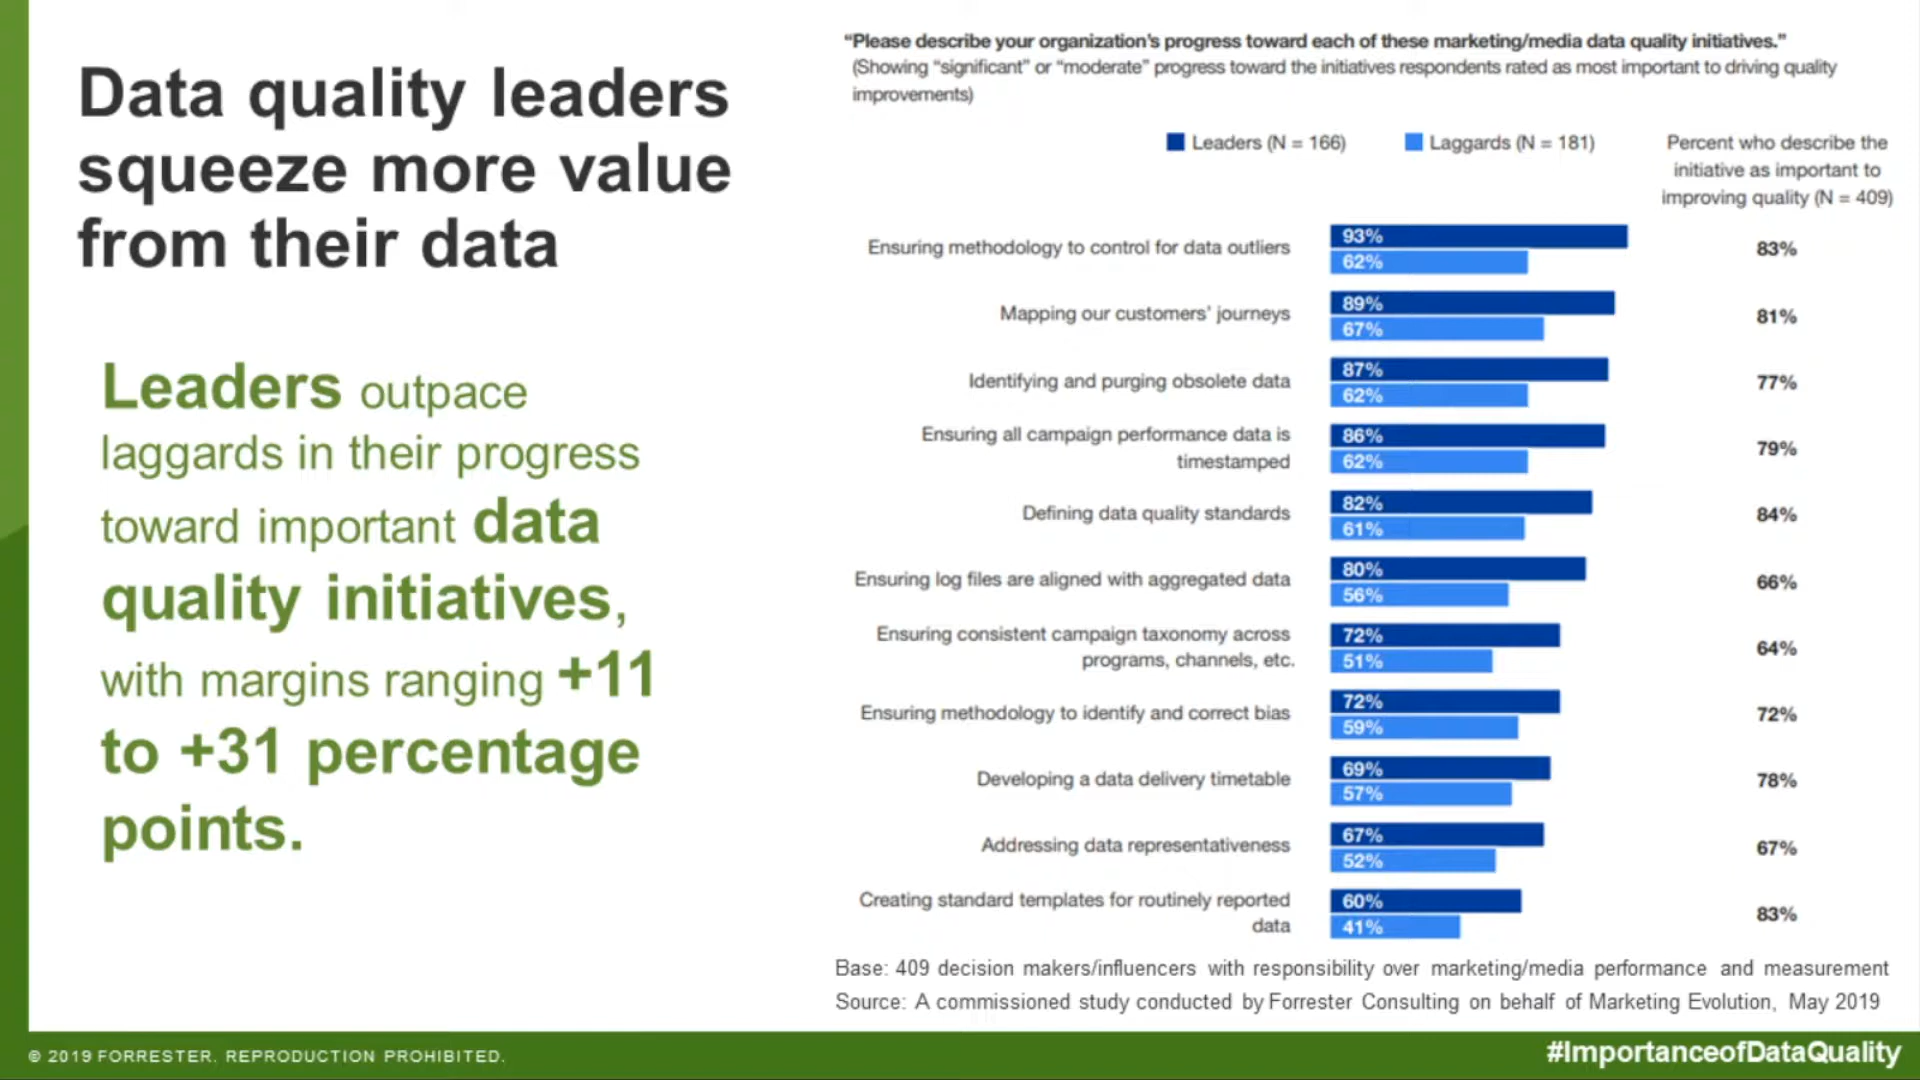 Data quality leaders
squeeze more value
from their data
Leaders outpace
laggards in their progress
toward important data
quality initiatives,
with margins ranging +11
to +31 percentage
points.
“Please describe your organization’s progress toward each of these marketing/media data quality initiatives.”
(Showing “significant” or “moderate” progress toward the initiatives respondents rated as most important to driving quality
improvements)
Leaders (N = 166)
Laggards (N = 181)
Percent who describe the
initiative as important to
improving quality (N = 409)
Ensuring methodology to control for data outliers
93%
62%
83%
Mapping our customers’ journeys
89%
67%
81%
Identifying and purging obsolete data
87%
62%
77%
Ensuring all campaign performance data is
timestamped
86%
62%
79%
Defining data quality standards
82%
61%
84%
Ensuring log files are aligned with aggregated data
80%
56%
66%
Ensuring consistent campaign taxonomy across
programs, channels, etc.
72%
51%
64%
Ensuring methodology to identify and correct bias
72%
59%
72%
Developing a data delivery timetable
69%
57%
78%
Addressing data representativeness
67%
52%
67%
Creating standard templates for routinely reported
data
60%
41%
83%
Base: 409 decision makers/influencers with responsibility over marketing/media performance and measurement
Source: A commissioned study conducted by Forrester Consulting on behalf of Marketing Evolution, May 2019
© 2019 FORRESTER. REPRODUCTION PROHIBITED.
#ImportanceofDataQuality